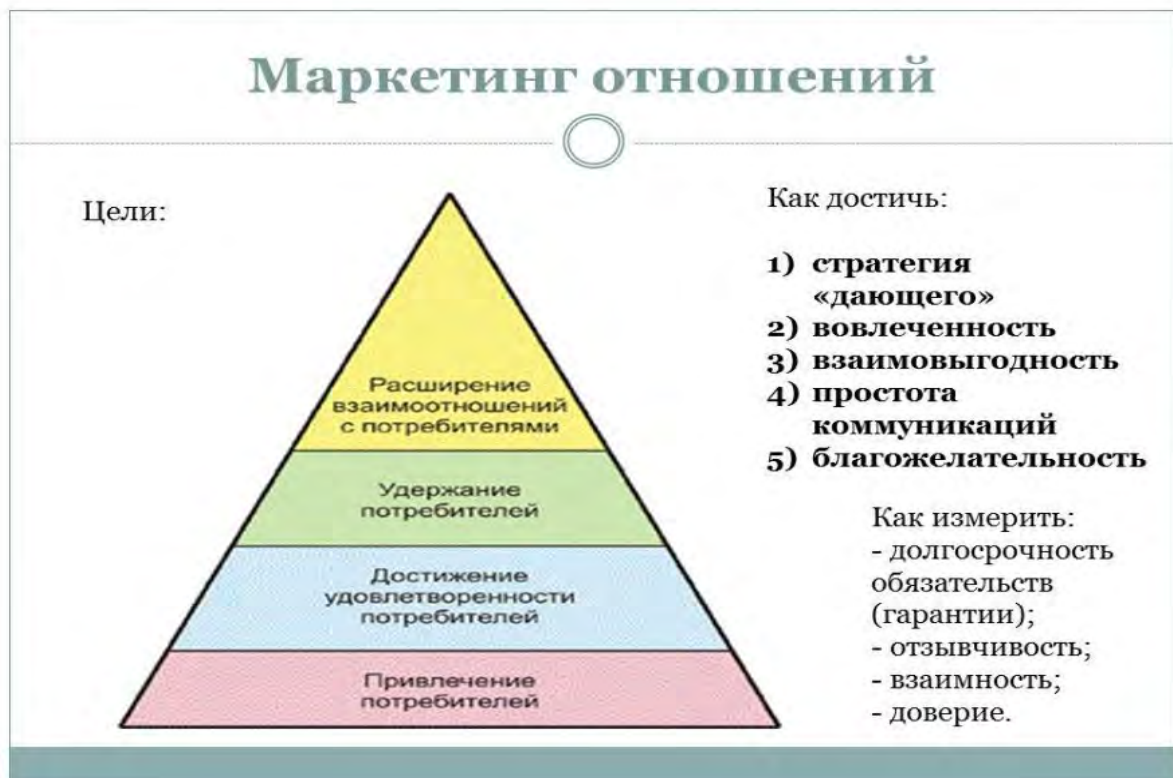 Маркетинг отношений
Цели:
Расширение
взаимоотношений
с потребителями
Удержание
потребителей
Достижение
удовлетворенности
потребителей
Привлечение
потребителей
Как достичь:
1) стратегия
«дающего»
2) вовлеченность
3) взаимовыгодность
4) простота
коммуникаций
5) благожелательность
Как измерить:
- долгосрочность
обязательств
(гарантии);
- отзывчивость;
- взаимность;
- доверие.